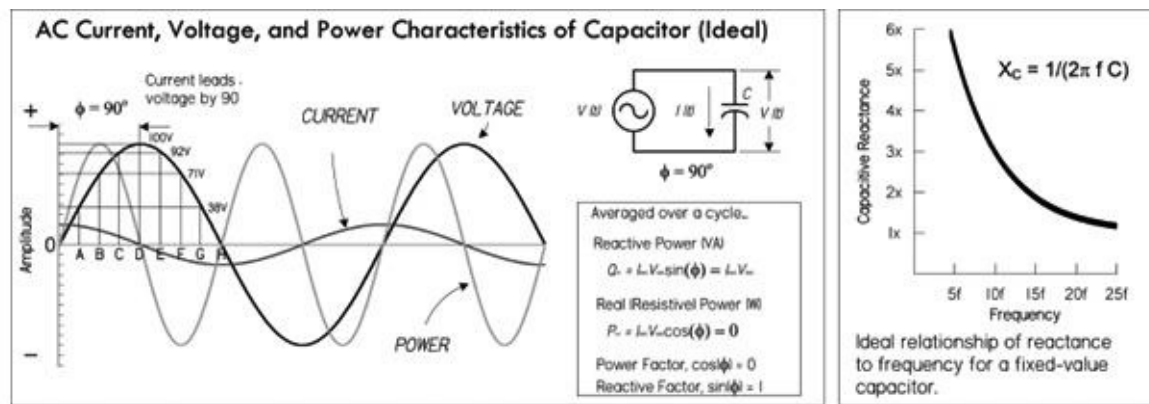 AC Current, Voltage, and Power Characteristics of Capacitor (Ideal)
Current leads
voltage by 90
ϕ = 90°
+
100V
92V
71V
38V
CURRENT
VOLTAGE
POWER
Amplitude
0
A B C D E F G H
–
V (t)
I (t)
C
V (t)
ϕ = 90°
Averaged over a cycle...
Reactive Power (VA)
sin(ϕ) =
Real (Resistive) Power (W)
cos(ϕ) = 0
Power Factor, cos(ϕ) = 0
Reactive Factor, sin(ϕ) = 1
6x
5x
4x
3x
2x
1x
Capacitive Reactance
X_C = 1/(2π f C)
5f 10f 15f 20f 25f
Frequency
Ideal relationship of reactance
to frequency for a fixed-value
capacitor.